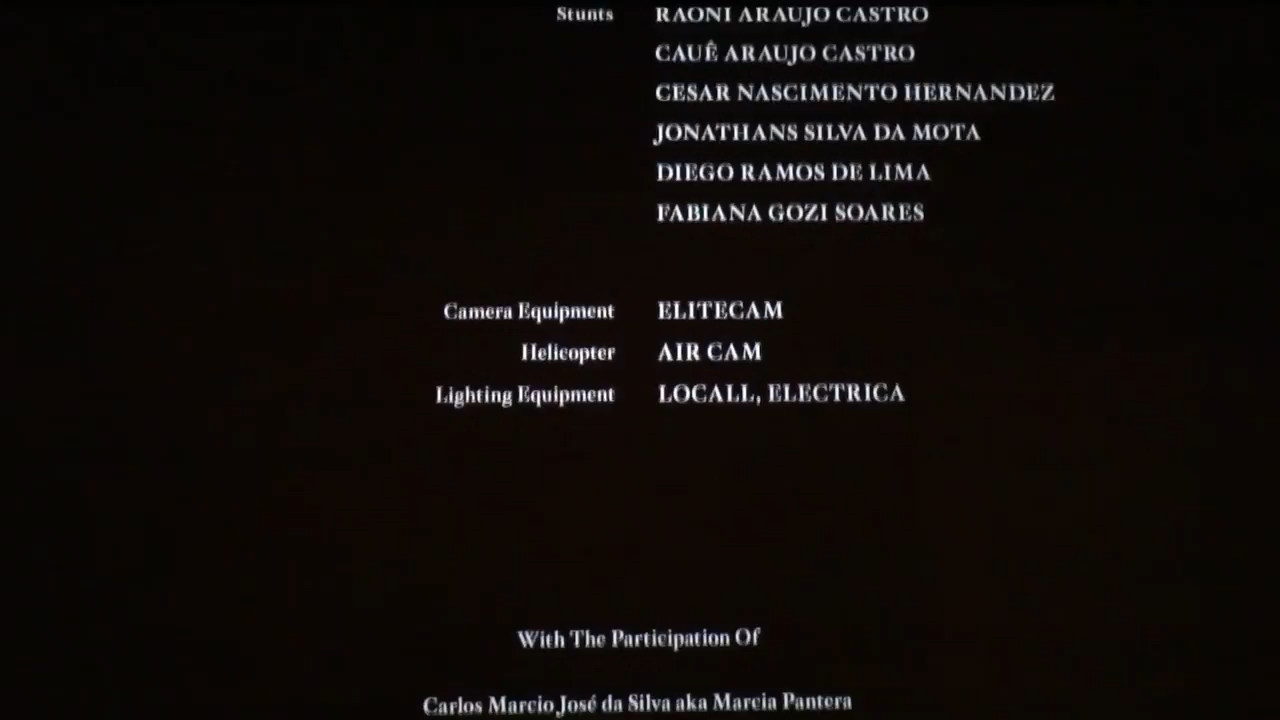 Stunts RAONI ARAUJO CASTRO
CAUÊ ARAUJO CASTRO
CESAR NASCIMENTO HERNANDEZ
JONATHANS SILVA DA MOTA
DIEGO RAMOS DE LIMA
FABIANA GOZI SOARES
Camera Equipment ELITECAM
Helicopter AIR CAM
Lighting Equipment LOCALL, ELECTRICA
With The Participation Of
Carlos Marcio José da Silva aka Marcia Pantera